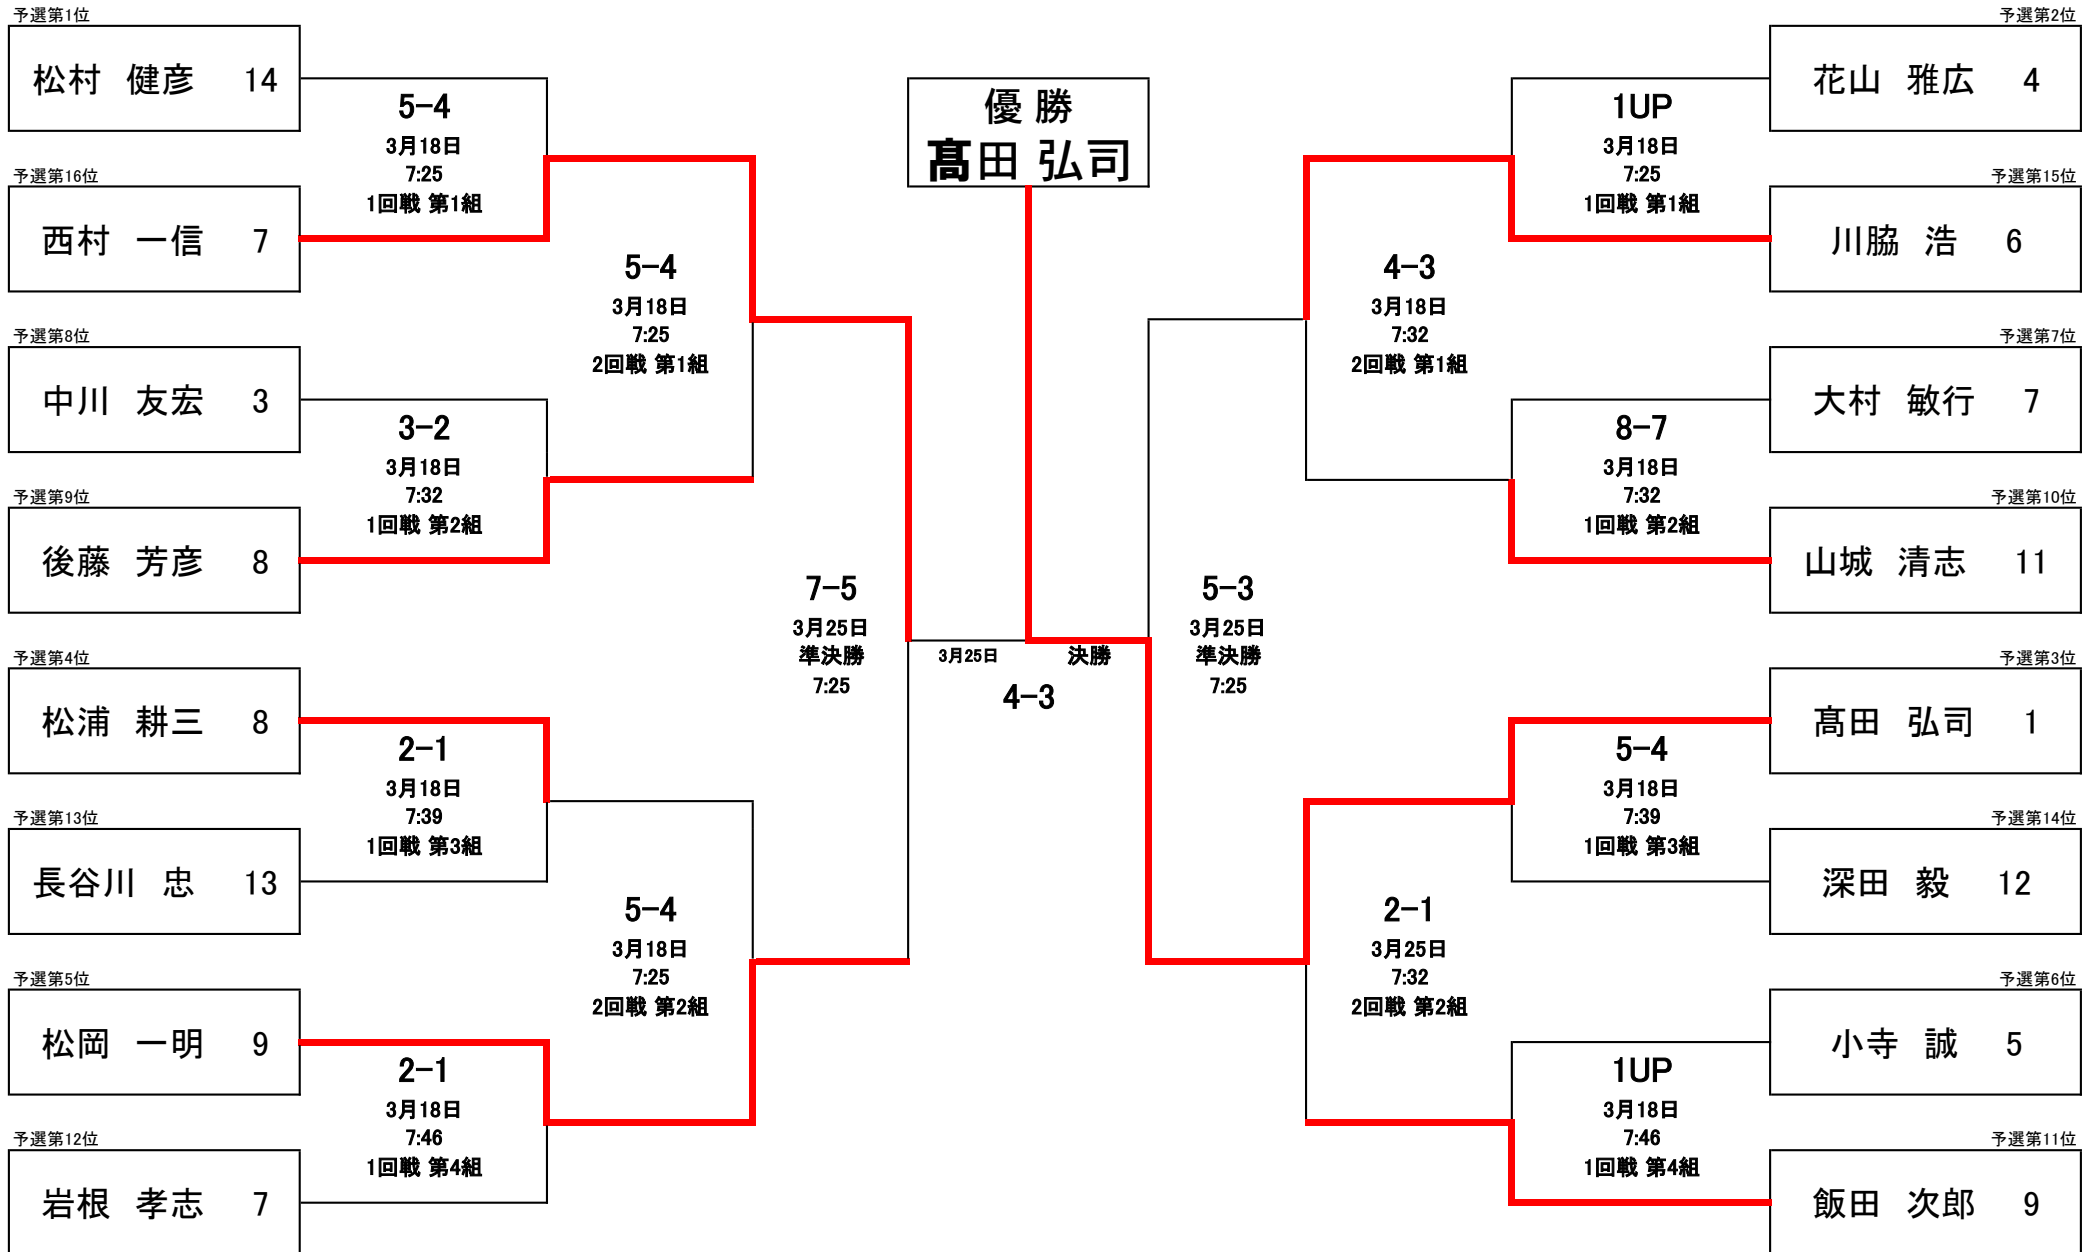 予選第1位
松村 健彦 14
5-4
3月18日
7:25
1回戦 第1組
予選第16位
西村 一信 7
5-4
3月18日
7:25
2回戦 第1組
予選第8位
中川 友宏 3
3-2
3月18日
7:32
1回戦 第2組
予選第9位
後藤 芳彦 8
7-5
3月25日
準決勝
7:25
予選第4位
松浦 耕三 8
2-1
3月18日
7:39
1回戦 第3組
予選第13位
長谷川 忠 13
5-4
3月18日
7:25
2回戦 第2組
予選第5位
松岡 一明 9
2-1
3月18日
7:46
1回戦 第4組
予選第12位
岩根 孝志 7
優 勝
髙田 弘司
3月25日 決勝
4-3
予選第2位
花山 雅広 4
1UP
3月18日
7:25
1回戦 第1組
予選第15位
川脇 浩 6
4-3
3月18日
7:32
2回戦 第1組
予選第7位
大村 敏行 7
8-7
3月18日
7:32
1回戦 第2組
予選第10位
山城 清志 11
5-3
3月25日
準決勝
7:25
予選第3位
髙田 弘司 1
5-4
3月18日
7:39
1回戦 第3組
予選第14位
深田 毅 12
2-1
3月25日
7:32
2回戦 第2組
予選第6位
小寺 誠 5
1UP
3月18日
7:46
1回戦 第4組
予選第11位
飯田 次郎 9